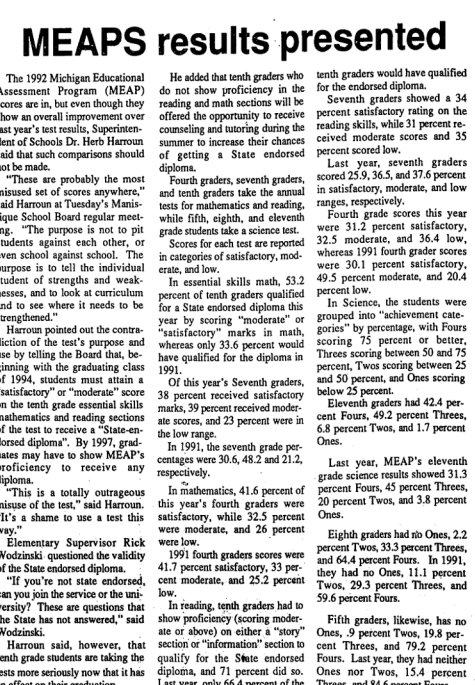 MEAPS results presented
The 1992 Michigan Educational
Assessment Program (MEAP)
scores are in, but even though they
show an overall improvement over
last year's test results, Superinten-
dent of Schools Dr. Herb Harroun
said that such comparisons should
not be made.
"These are probably the most
misused set of scores anywhere,"
said Harroun at Tuesday's Manis-
tique School Board regular meet-
ing. "The purpose is not to pit
students against each other, or
even school against school. The
purpose is to tell the individual
student of strengths and weak-
nesses, and to look at curriculum
and to see where it needs to be
strengthened."
Harroun pointed out the contra-
diction of the test's purpose and
use by telling the Board that, be-
ginning with the graduating class
of 1994, students must attain a
"satisfactory" or "moderate" score
on the tenth grade essential skills
mathematics and reading sections
of the test to receive a "State-en-
dorsed diploma". By 1997, grad-
uates may have to show MEAP's
proficiency to receive any
diploma.
"This is a totally outrageous
misuse of the test," said Harroun.
"It's a shame to use a test this
way."
Elementary Supervisor Rick
Wodzinski questioned the validity
of the State endorsed diploma.
"If you're not state endorsed,
can you join the service or the uni-
versity? These are questions that
the State has not answered," said
Wodzinski.
Harroun said, however, that
tenth grade students are taking the
tests more seriously now that it has
an effect on their graduation.
He added that tenth graders who
do not show proficiency in the
reading and math sections will be
offered the opportunity to receive
counseling and tutoring during the
summer to increase their chances
of getting a State endorsed
diploma.
Fourth graders, seventh graders,
and tenth graders take the annual
tests for mathematics and reading,
while fifth, eighth, and eleventh
grade students take a science test.
Scores for each test are reported
in categories of satisfactory, mod-
erate, and low.
In essential skills math, 53.2
percent of tenth graders qualified
for a State endorsed diploma this
year by scoring "moderate" or
"satisfactory" marks in math,
whereas only 33.6 percent would
have qualified for the diploma in
1991.
Of this year's Seventh graders,
38 percent received satisfactory
marks, 39 percent received moder-
ate scores, and 23 percent were in
the low range.
In 1991, the seventh grade per-
centages were 30.6, 48.2 and 21.2,
respectively.
In mathematics, 41.6 percent of
this year's fourth graders were
satisfactory, while 32.5 percent
were moderate, and 26 percent
were low.
1991 fourth graders scores were
41.7 percent satisfactory, 33 per-
cent moderate, and 25.2 percent
low.
In reading, tenth graders had to
show proficiency (scoring moder-
ate or above) on either a "story"
section or "information" section to
qualify for the State endorsed
diploma, and 71 percent did so.
Last year, only 66.4 percent of the
tenth graders would have qualified
for the endorsed diploma.
Seventh graders showed a 34
percent satisfactory rating on the
reading skills, while 31 percent re-
ceived moderate scores and 35
percent scored low.
Last year, seventh graders
scored 25.9, 36.5, and 37.6 percent
in satisfactory, moderate, and low
ranges, respectively.
Fourth grade scores this year
were 31.2 percent satisfactory,
32.5 moderate, and 36.4 low,
whereas 1991 fourth grader scores
were 30.1 percent satisfactory,
49.5 percent moderate, and 20.4
percent low.
In Science, the students were
grouped into "achievement cate-
gories" by percentage, with Fours
scoring 75 percent or better,
Threes scoring between 50 and 75
percent, Twos scoring between 25
and 50 percent, and Ones scoring
below 25 percent.
Eleventh graders had 42.4 per-
cent Fours, 49.2 percent Threes,
6.8 percent Twos, and 1.7 percent
Ones.
Last year, MEAP's eleventh
grade science results showed 31.3
percent Fours, 45 percent Threes,
20 percent Twos, and 3.8 percent
Ones.
Eighth graders had no Ones, 2.2
percent Twos, 33.3 percent Threes,
and 64.4 percent Fours. In 1991,
they had no Ones, 11.1 percent
Twos, 29.3 percent Threes, and
59.6 percent Fours.
Fifth graders, likewise, has no
Ones, .9 percent Twos, 19.8 per-
cent Threes, and 79.2 percent
Fours. Last year, they had neither
Ones nor Twos, 15.4 percent
Threes, and 84.6 percent Fours.